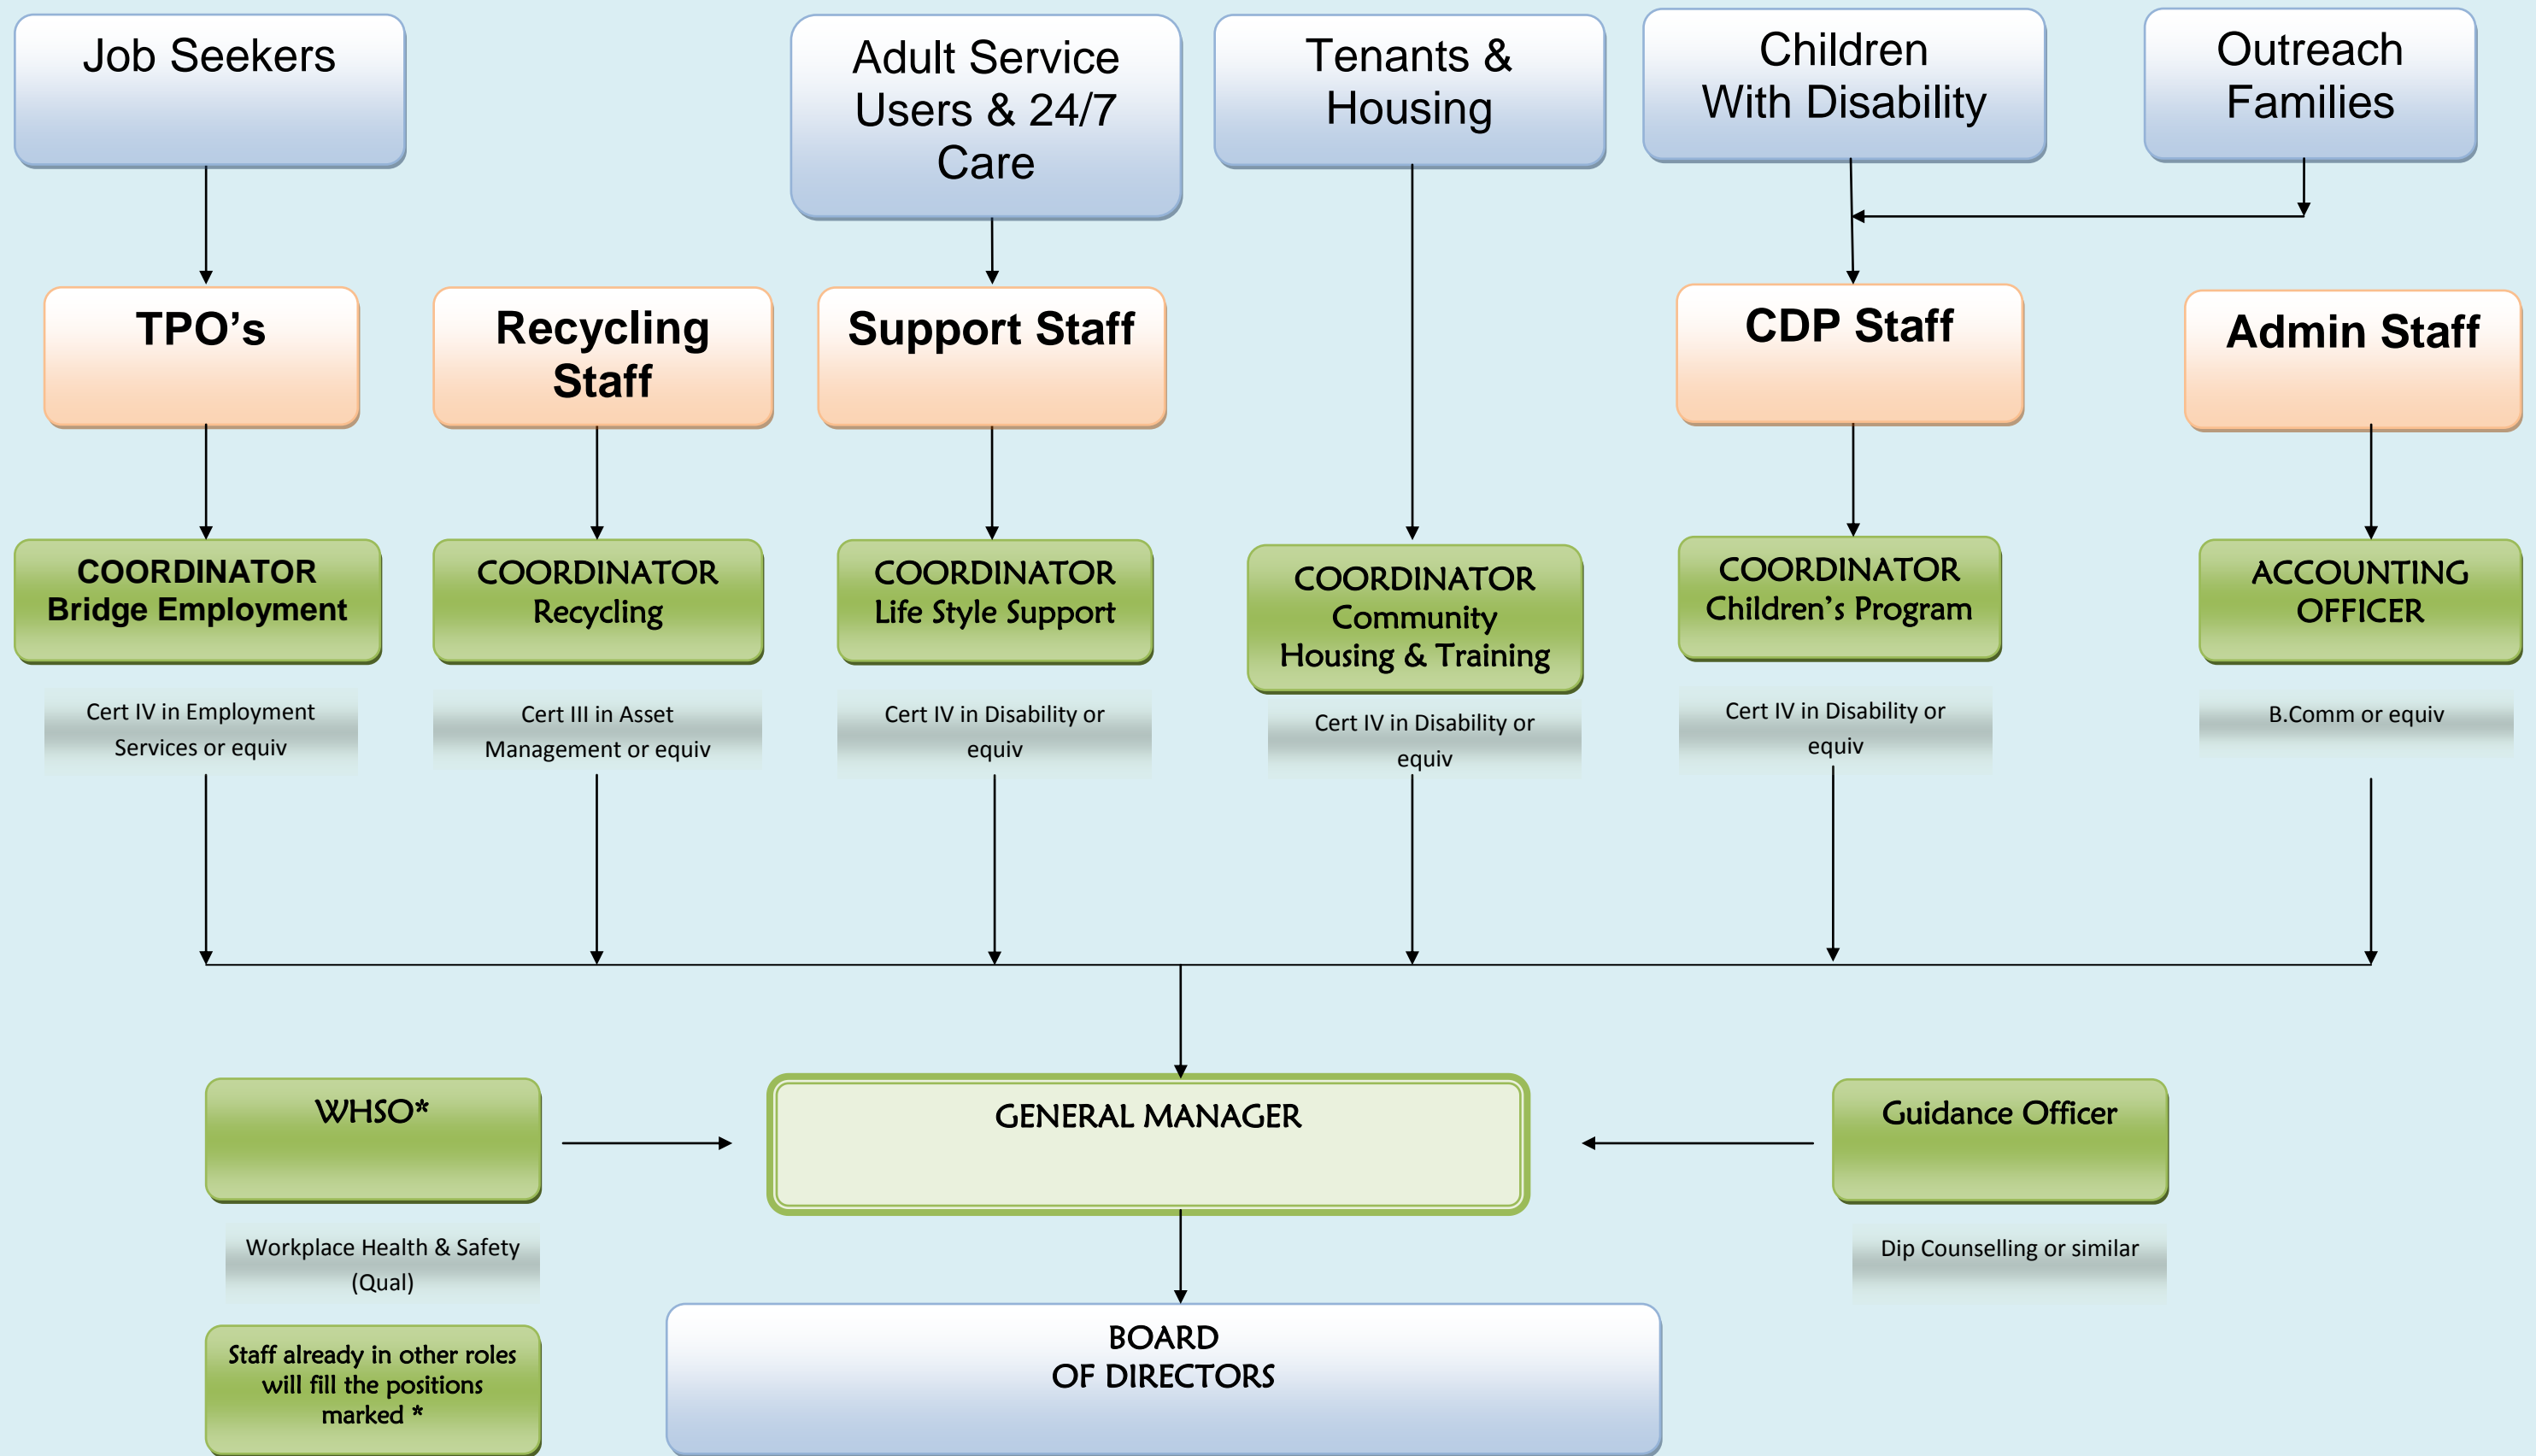 Job Seekers
Adult Service
Users & 24/7
Care
Tenants &
Housing
Children
With Disability
Outreach
Families
TPO’s
Recycling
Staff
Support Staff
CDP Staff
Admin Staff
COORDINATOR
Bridge Employment
COORDINATOR
Recycling
COORDINATOR
Life Style Support
COORDINATOR
Community
Housing & Training
COORDINATOR
Children’s Program
ACCOUNTING
OFFICER
Cert IV in Employment
Services or equiv
Cert III in Asset
Management or equiv
Cert IV in Disability or
equiv
Cert IV in Disability or
equiv
Cert IV in Disability or
equiv
B.Comm or equiv
WHSO*
GENERAL MANAGER
Guidance Officer
Workplace Health & Safety
(Qual)
Dip Counselling or similar
Staff already in other roles
will fill the positions
marked *
BOARD
OF DIRECTORS